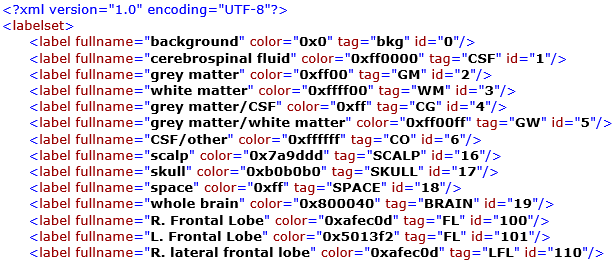 <?xml version="1.0" encoding="UTF-8"?>
<labelset>
<label fullname="background" color="0x0" tag="bkg" id="0"/>
<label fullname="cerebrospinal fluid" color="0xff0000" tag="CSF" id="1"/>
<label fullname="grey matter" color="0xff00" tag="GM" id="2"/>
<label fullname="white matter" color="0xffff00" tag="WM" id="3"/>
<label fullname="grey matter/CSF" color="0xff" tag="CG" id="4"/>
<label fullname="grey matter/white matter" color="0xff00ff" tag="GW" id="5"/>
<label fullname="CSF/other" color="0xffffff" tag="CO" id="6"/>
<label fullname="scalp" color="0x7a9ddd" tag="SCALP" id="16"/>
<label fullname="skull" color="0xb0b0b0" tag="SKULL" id="17"/>
<label fullname="space" color="0xff" tag="SPACE" id="18"/>
<label fullname="whole brain" color="0x800040" tag="BRAIN" id="19"/>
<label fullname="R. Frontal Lobe" color="0xafec0d" tag="FL" id="100"/>
<label fullname="L. Frontal Lobe" color="0x5013f2" tag="FL" id="101"/>
<label fullname="R. lateral frontal lobe" color="0xafec0d" tag="LFL" id="110"/>